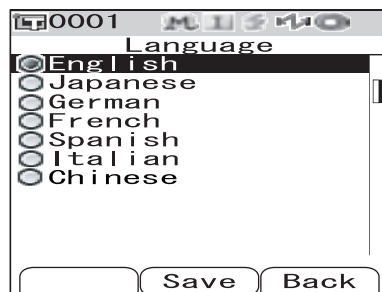 0001
Language
English
Japanese
German
French
Spanish
Italian
Chinese
Save Back